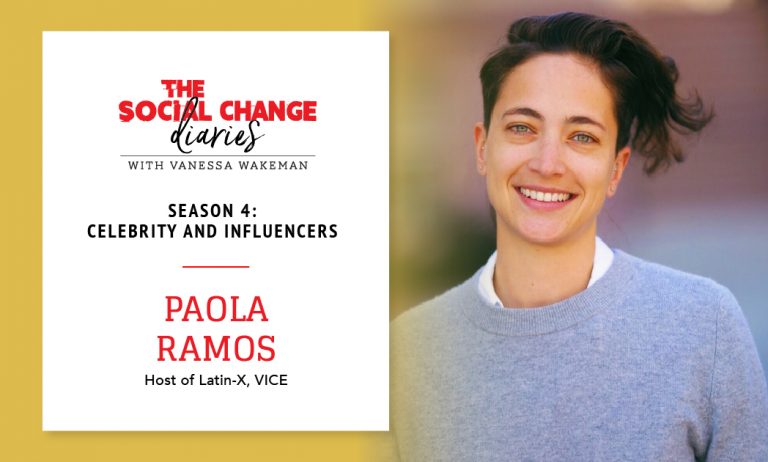 THE
SOCIAL CHANGE
diaries
WITH VANESSA WAKEMAN
SEASON 4:
CELEBRITY AND INFLUENCERS
PAOLA
RAMOS
Host of Latin-X, VICE